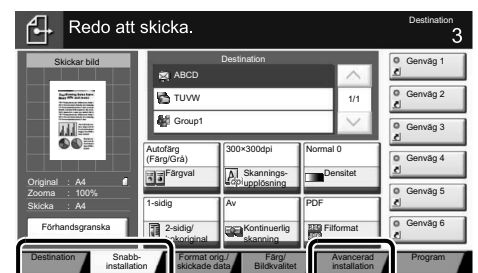 Redo att skicka.
Destination
3
Skickar bild
Original : A4
Zooma : 100%
Skicka : A4
Förhandsgranska
Destination
ABCD
TUVW
Group1
1/1
Autofärg
(Färg/Grå)
Färgval
300×300dpi
Skannings-
upplösning
Normal 0
Densitet
1-sidig
2-sidig/
bokoriginal
Av
Kontinuerlig
skanning
PDF
Filformat
Genväg 1
Genväg 2
Genväg 3
Genväg 4
Genväg 5
Genväg 6
Destination
Snabb-
installation
Format orig./
skickade data
Färg/
Bildkvalitet
Avancerad
installation
Program